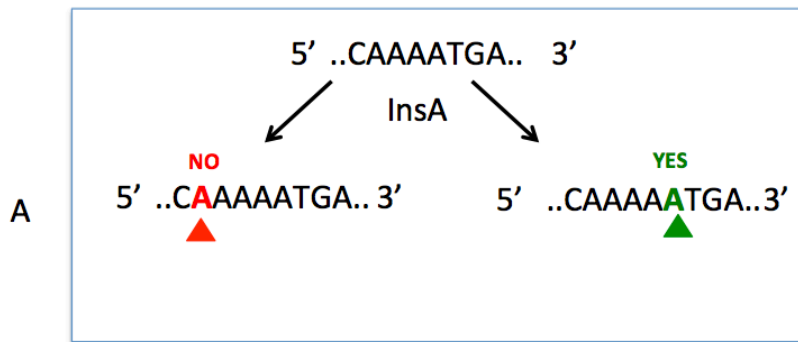 5’ ..CAAAATGA.. 3’
InsA
NO
YES
5’ ..CAAAAATGA.. 3’
5’ ..CAAAAATGA..3’
A